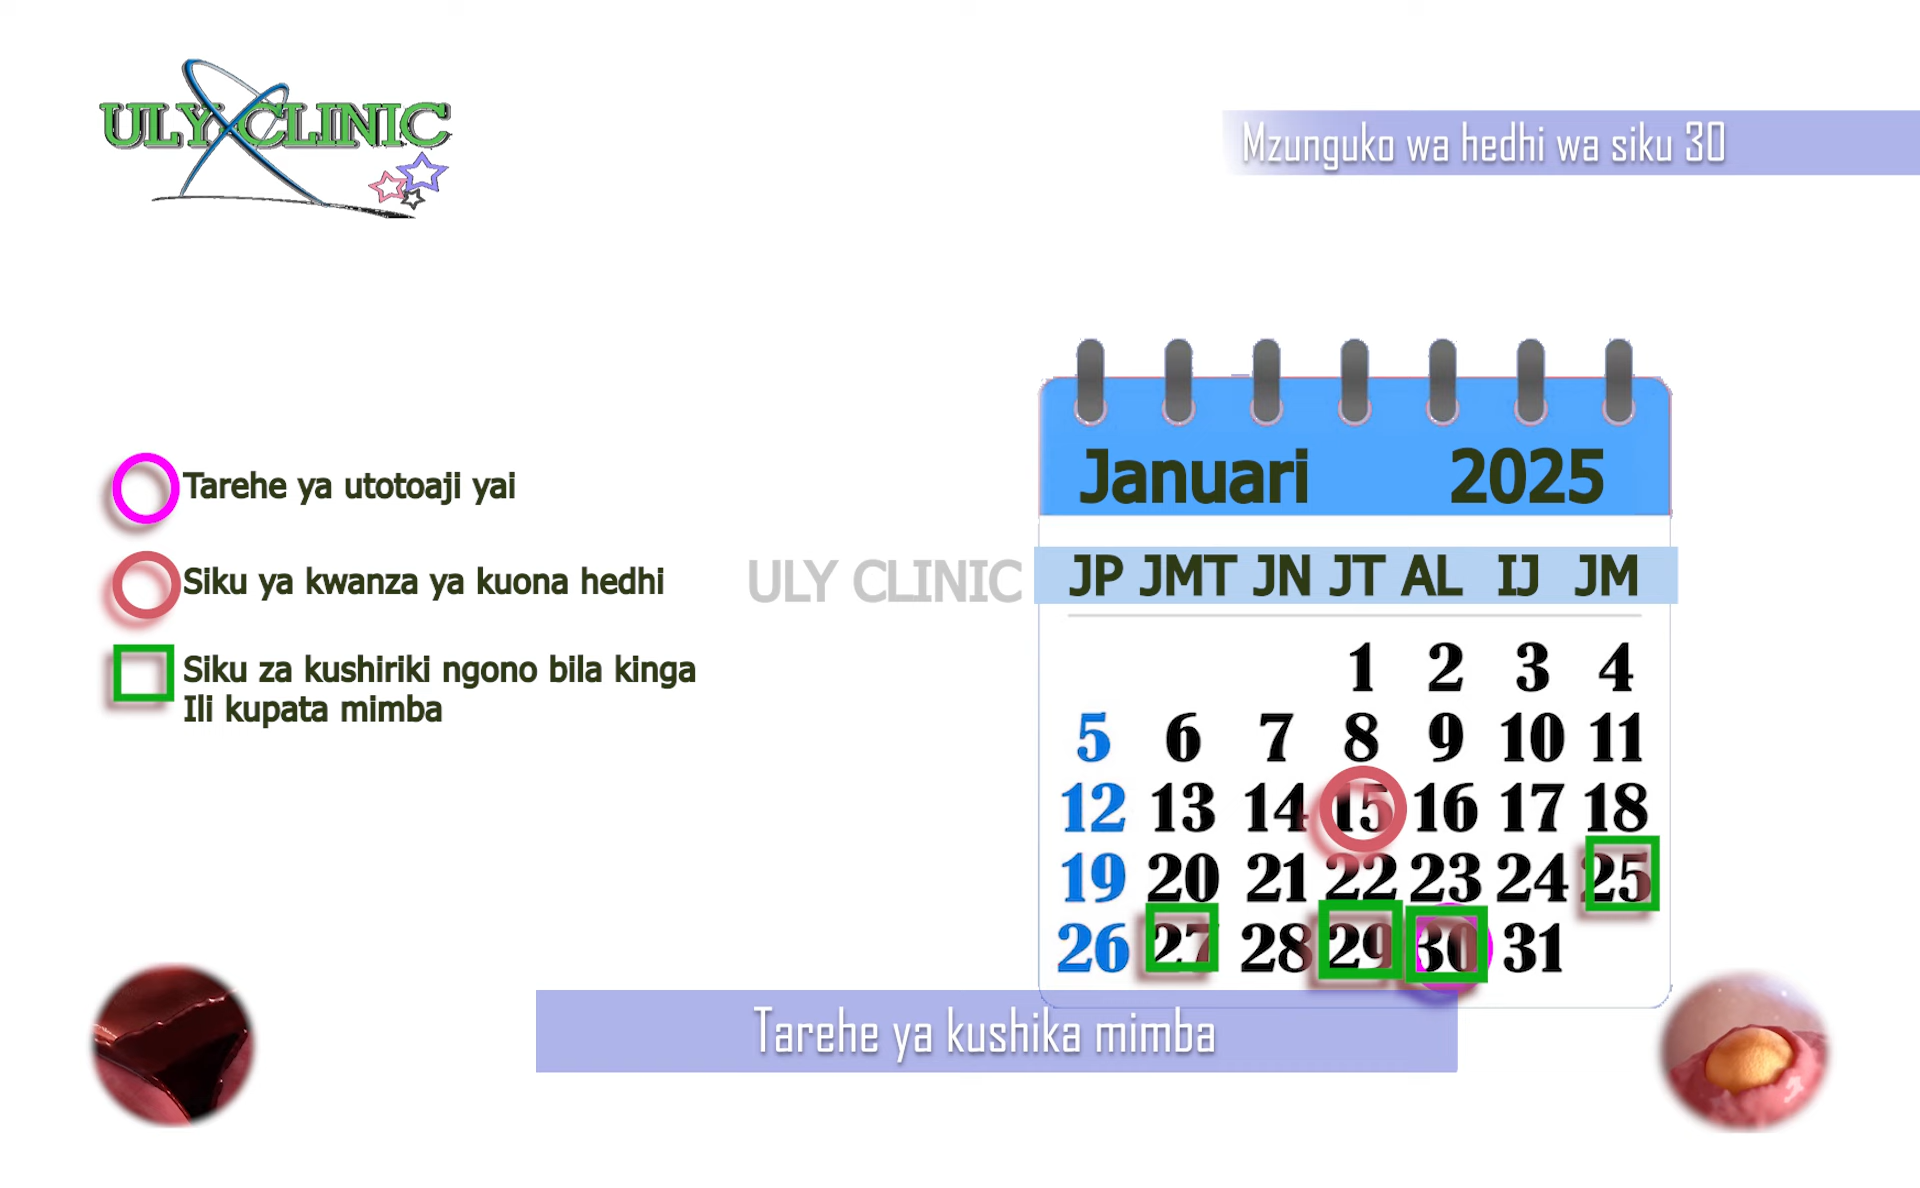 ULY CLINIC
Mzunguko wa hedhi wa siku 30
Tarehe ya utotoaji yai
Siku ya kwanza ya kuona hedhi
Siku za kushiriki ngono bila kinga
Ili kupata mimba
ULY CLINIC
Januari 2025
JP JMT JN JT AL IJ JM
1 2 3 4
5 6 7 8 9 10 11
12 13 14 15 16 17 18
19 20 21 22 23 24 25
26 27 28 29 30 31
Tarehe ya kushika mimba